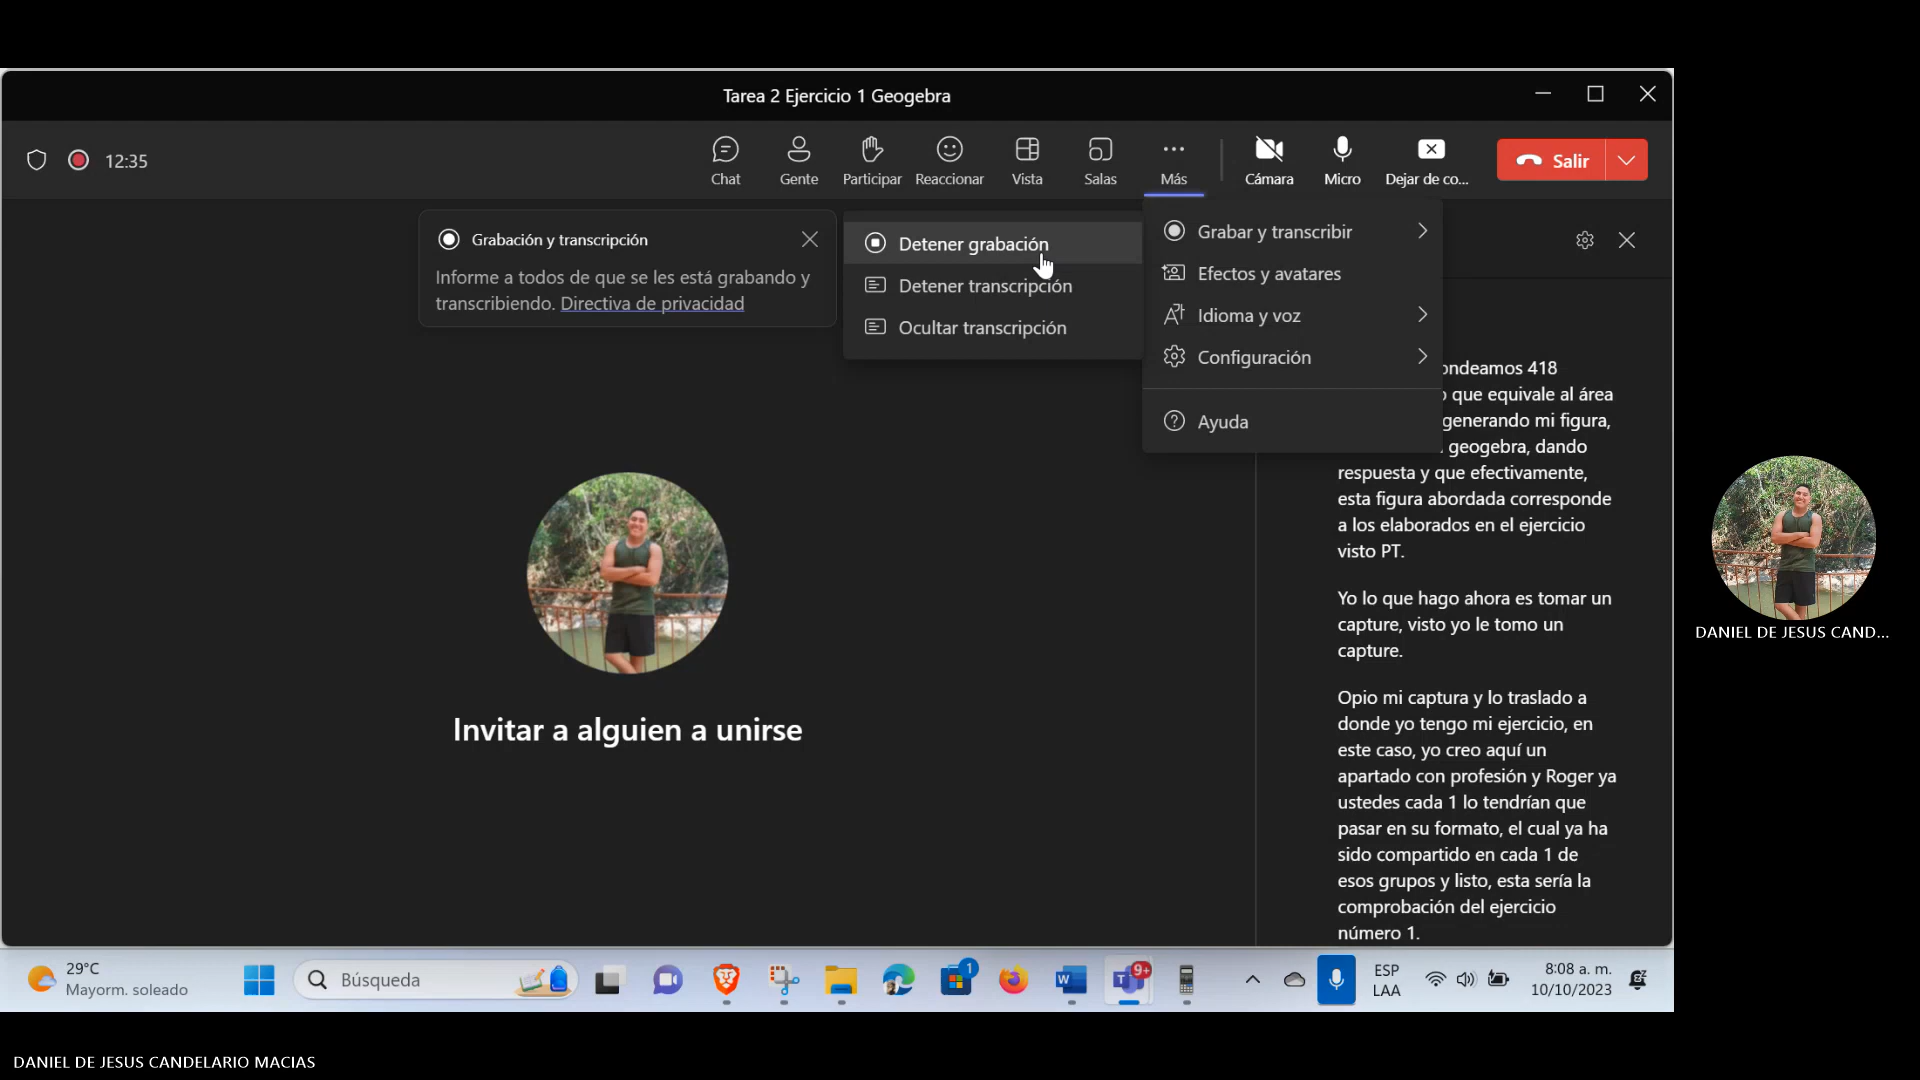 Tarea 2 Ejercicio 1 Geogebra
12:35
Chat
Gente
Participar
Reaccionar
Vista
Salas
Más
Cámara
Micro
Dejar de co...
Salir
Grabación y transcripción
Informe a todos de que se les está grabando y
transcribiendo. Directiva de privacidad
Detener grabación
Detener transcripción
Ocultar transcripción
Grabar y transcribir
Efectos y avatares
Idioma y voz
Configuración
Ayuda
ondeamos 418
que equivale al área
generando mi figura,
geogebra, dando
respuesta y que efectivamente,
esta figura abordada corresponde
a los elaborados en el ejercicio
visto PT.
Yo lo que hago ahora es tomar un
capture, visto yo le tomo un
capture.
Opio mi captura y lo traslado a
donde yo tengo mi ejercicio, en
este caso, yo creo aquí un
apartado con profesión y Roger ya
ustedes cada 1 lo tendrían que
pasar en su formato, el cual ya ha
sido compartido en cada 1 de
esos grupos y listo, esta sería la
comprobación del ejercicio
número 1.
Invitar a alguien a unirse
DANIEL DE JESUS CAND...
29°C
Mayorm. soleado
Búsqueda
1
9+
ESP
LAA
8:08 a. m.
10/10/2023
DANIEL DE JESUS CANDELARIO MACIAS